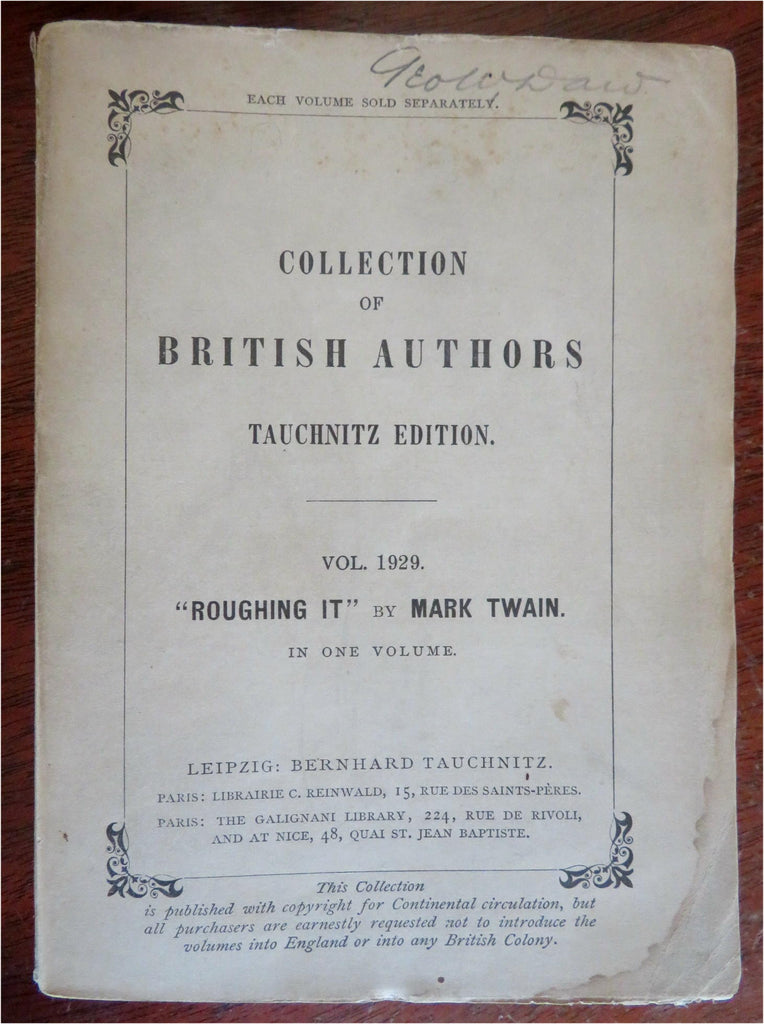 EACH VOLUME SOLD SEPARATELY.
COLLECTION
OF
BRITISH AUTHORS
TAUCHNITZ EDITION.
VOL. 1929.
"ROUGHING IT" BY MARK TWAIN.
IN ONE VOLUME.
LEIPZIG: BERNHARD TAUCHNITZ.
PARIS: LIBRAIRIE C. REINWALD, 15, RUE DES SAINTS-PÈRES.
PARIS: THE GALIGNANI LIBRARY, 224, RUE DE RIVOLI,
AND AT NICE, 48, QUAI ST. JEAN BAPTISTE.
This Collection
is published with copyright for Continental circulation, but
all purchasers are earnestly requested not to introduce the
volumes into England or into any British Colony.